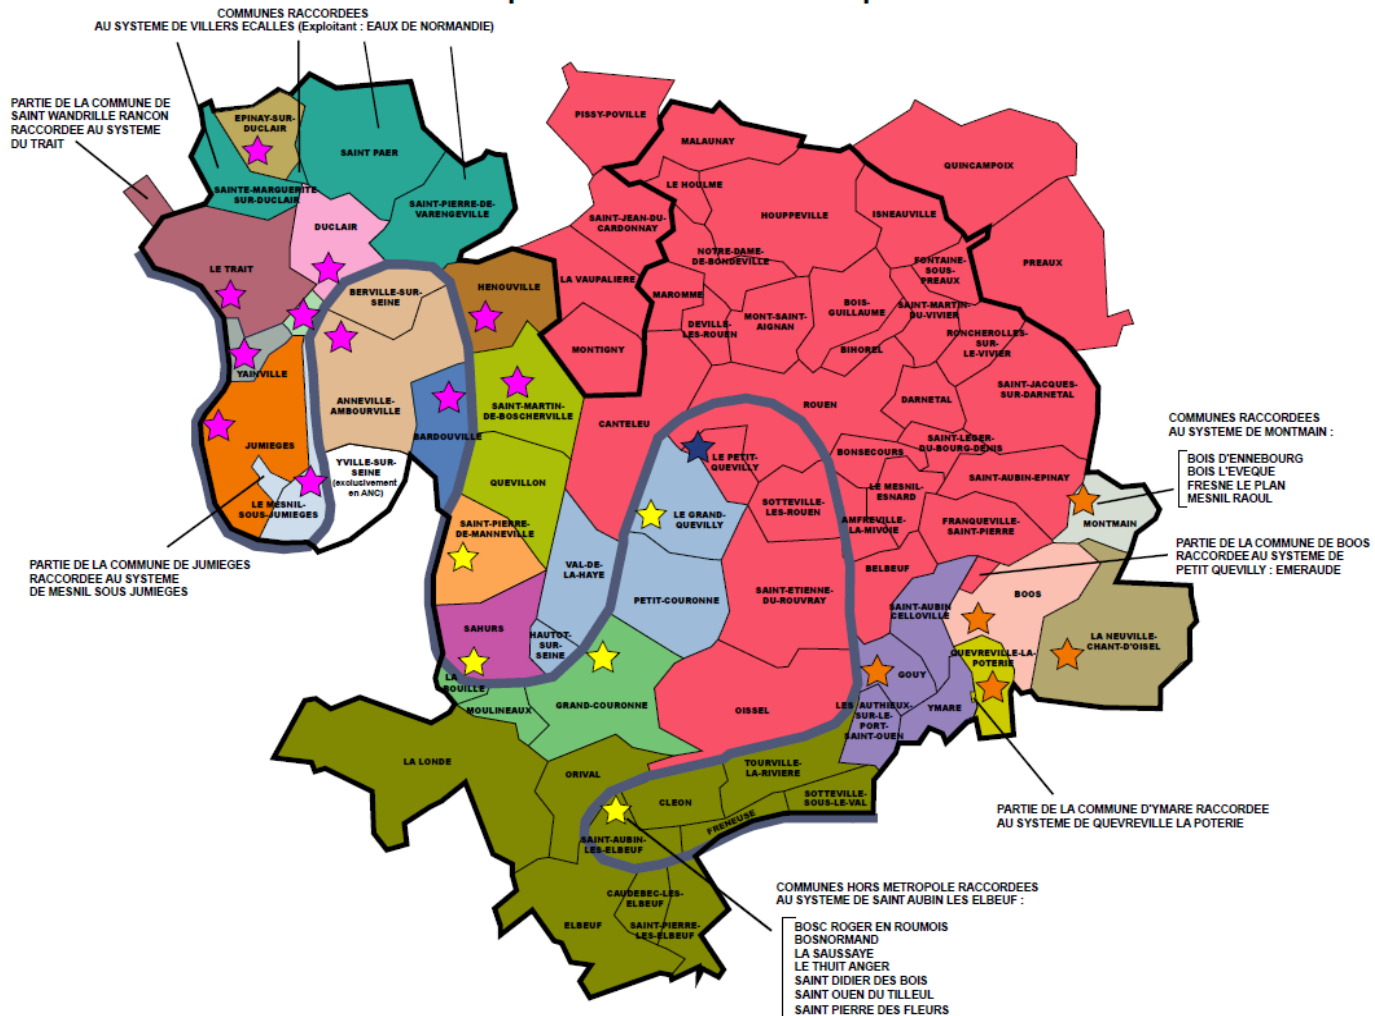 COMMUNES RACCORDEES
AU SYSTEME DE VILLERS ECALLES (Exploitant : EAUX DE NORMANDIE)
PARTIE DE LA COMMUNE DE
SAINT WANDRILLE RANCON
RACCORDEE AU SYSTEME
DU TRAIT
EPINAY-SUR-
DUCLAIR
SAINT PAER
SAINTE-MARGUERITE
SUR-DUCLAIR
SAINT-PIERRE-DE-
VARENGEVILLE
DUCLAIR
LE TRAIT
BERVILLE-SUR-
SEINE
HENOUVILLE
YAINVILLE
ANNEVILLE-
AMBOURVILLE
BARDOUVILLE
SAINT-MARTIN-
DE-BOSCHERVILLE
JUMIEGES
YVILLE-SUR-
SEINE
(exclusivement
en ANC)
LE MESNIL-
SOUS-JUMIEGES
QUEVILLON
SAINT-PIERRE-
DE-MANNEVILLE
PARTIE DE LA COMMUNE DE JUMIEGES
RACCORDEE AU SYSTEME
DE MESNIL SOUS JUMIEGES
PISSY-POVILLE
MALAUNAY
QUINCAMPOIX
LE HOULME
SAINT-JEAN-DU-
CARDONNAY
HOUPPEVILLE
ISNEAUVILLE
NOTRE-DAME-
DE-BONDEVILLE
FONTAINE-
SOUS-
PREAUX
PREAUX
LA VAUPALIERE
MAROMME
BOIS-
GUILLAUME
SAINT-MARTIN-
DU-VIVIER
DEVILLE-
LES-ROUEN
MONT-SAINT-
AIGNAN
RONCHEROLLES-
SUR-
LE-VIVIER
MONTIGNY
BIHOREL
SAINT-JACQUES-
SUR-DARNETAL
CANTELEU
ROUEN
DARNETAL
SAINT-LEGER-
DU-BOURG-DENIS
BONSECOURS
LE PETIT-
QUEVILLY
LE MESNIL-
ESNARD
SAINT-AUBIN-EPINAY
SOTTEVILLE-
LES-ROUEN
LE GRAND-
QUEVILLY
AMFREVILLE-
LA-MIVOIE
FRANQUEVILLE-
SAINT-PIERRE
MONTMAIN
COMMUNES RACCORDEES
AU SYSTEME DE MONTMAIN :
BOIS D'ENNEBOURG
BOIS L'EVEQUE
FRESNE LE PLAN
MESNIL RAOUL
PARTIE DE LA COMMUNE DE BOOS
RACCORDEE AU SYSTEME DE
PETIT QUEVILLY : EMERAUDE
VAL-DE-
LA-HAYE
BELBEUF
PETIT-COURONNE
SAINT-ETIENNE-
DU-ROUVRAY
BOOS
SAINT-AUBIN
CELLOVILLE
SAHURS
HAUTOT-
SUR-
SEINE
LA NEUVILLE-
CHANT-D'OISEL
QUEVREVILLE-LA-
POTERIE
GOUY
LA
BOUILLE
MOULINEAUX
GRAND-COURONNE
OISSEL
LES AUTHIEUX-
SUR-LE-
PORT-
SAINT-OUEN
YMARE
LA LONDE
ORIVAL
TOURVILLE-
LA-RIVIERE
CLEON
SOTTEVILLE-
SOUS-LE-VAL
FRENEUSE
SAINT-AUBIN-
LES-ELBEUF
PARTIE DE LA COMMUNE D'YMARE RACCORDEE
AU SYSTEME DE QUEVREVILLE LA POTERIE
CAUDEBEC-LES-
ELBEUF
ELBEUF
SAINT-PIERRE-
LES-ELBEUF
COMMUNES HORS METROPOLE RACCORDEES
AU SYSTEME DE SAINT AUBIN LES ELBEUF :
BOSC ROGER EN ROUMOIS
BOSNORMAND
LA SAUSSAYE
LE THUIT ANGER
SAINT DIDIER DES BOIS
SAINT OUEN DU TILLEUL
SAINT PIERRE DES FLEURS